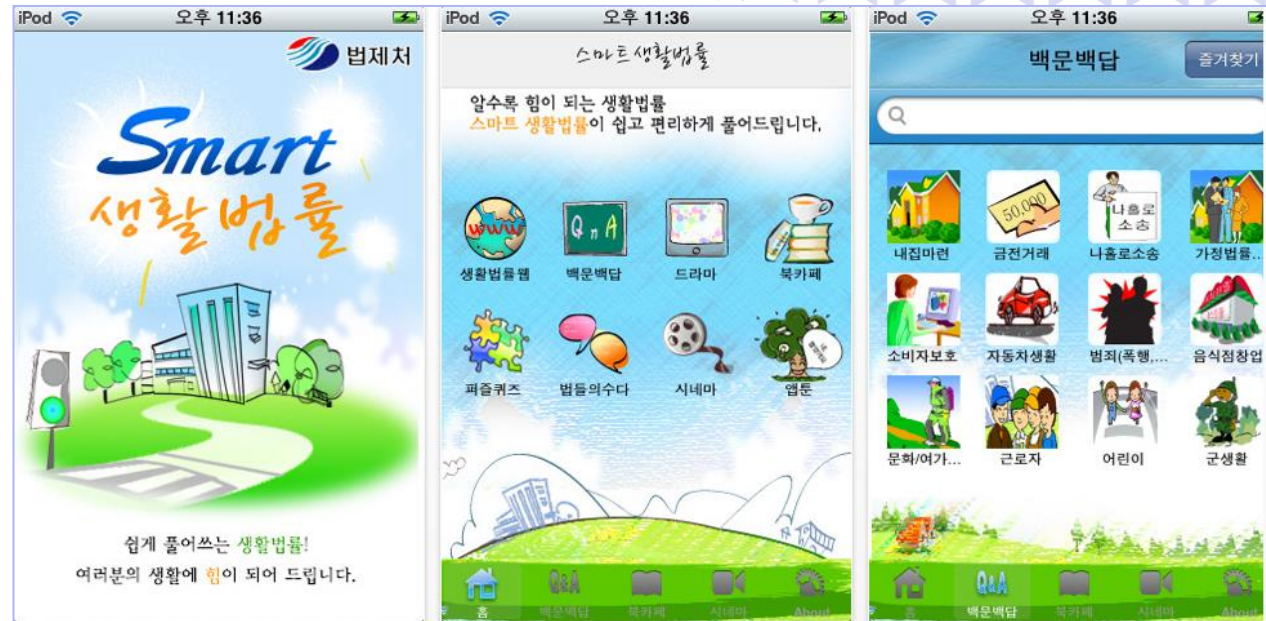 iPod 오후 11:36
법제처
Smart
생활법률
쉽게 풀어쓰는 생활법률!
여러분의 생활에 힘이 되어 드립니다.
iPod 오후 11:36
스마트생활법률
알수록 힘이 되는 생활법률
스마트 생활법률이 쉽고 편리하게 풀어드립니다.
WWW QnA
생활법률웹 백문백답 드라마 북카페
퍼즐퀴즈 법들의수다 시네마 앱툰
Q&A
홈 백문백답 북카페 시네마 About
iPod 오후 11:36
백문백답 즐겨찾기
50,000 나홀로
소송
내집마련 금전거래 나홀로소송 가정법률..
소비자보호 자동차생활 범죄(폭행,... 음식점창업
문화/여가... 근로자 어린이 군생활
Q&A
홈 백문백답 북카페 시네마 About